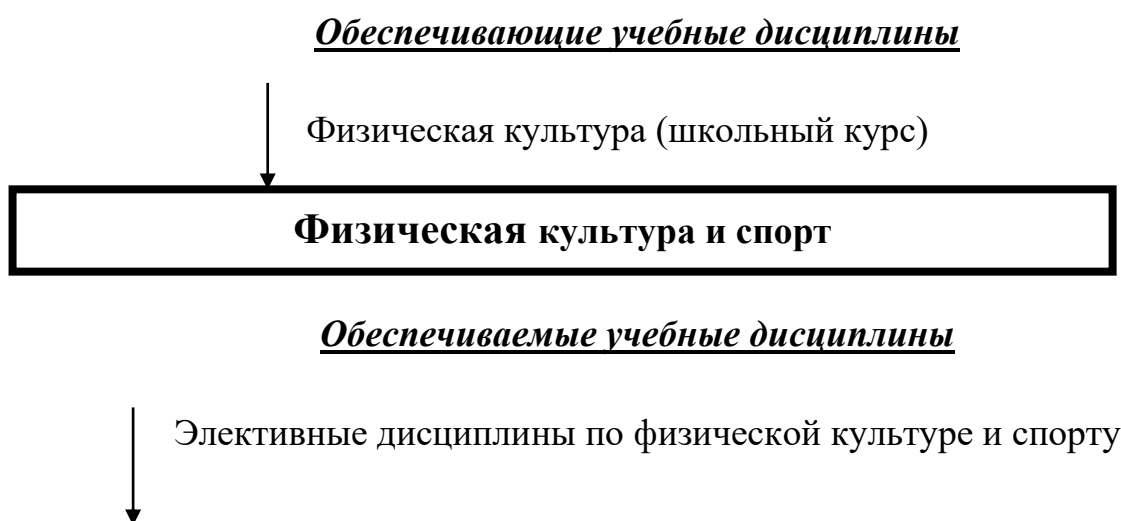 Обеспечивающие учебные дисциплины
Физическая культура (школьный курс)
Физическая культура и спорт
Обеспечиваемые учебные дисциплины
Элективные дисциплины по физической культуре и спорту